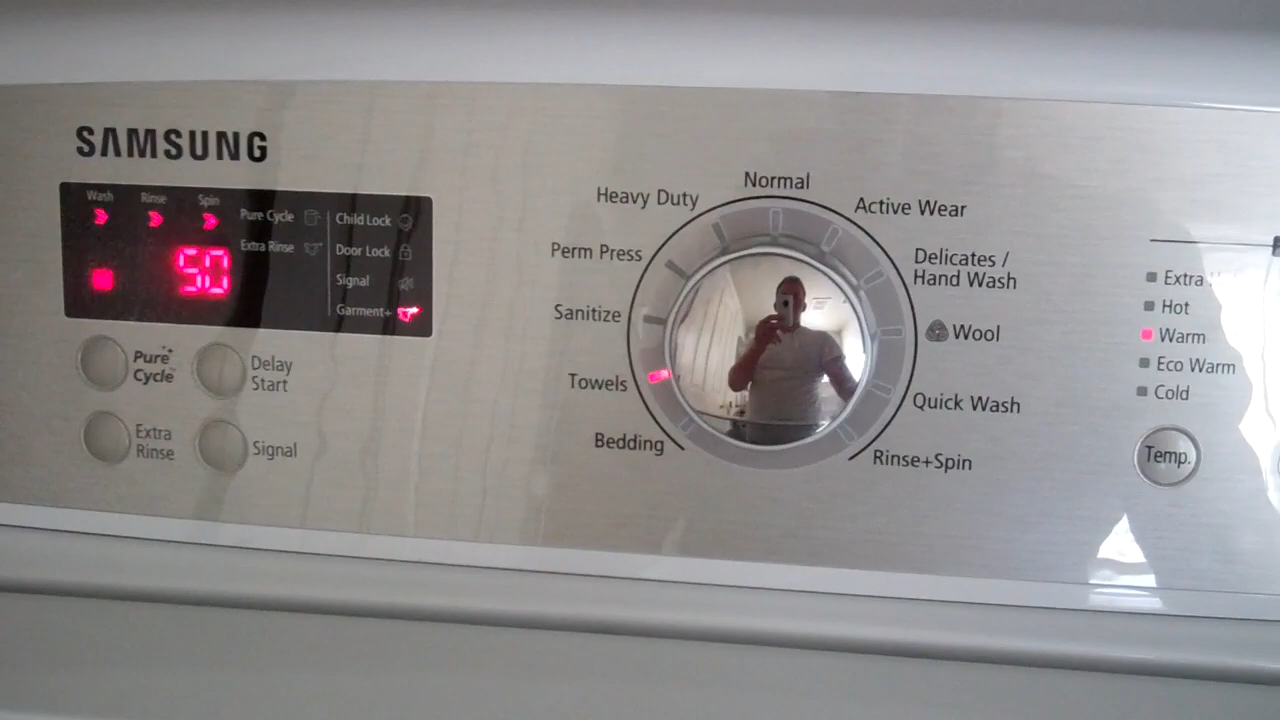 SAMSUNG
Wash Rinse Spin
Pure Cycle
Extra Rinse
Child Lock
Door Lock
Signal
Garment+
50
Pure
Cycle
Delay
Start
Extra
Rinse
Signal
Normal
Heavy Duty
Perm Press
Sanitize
Towels
Bedding
Active Wear
Delicates /
Hand Wash
Wool
Quick Wash
Rinse+Spin
Extra
Hot
Warm
Eco Warm
Cold
Temp.